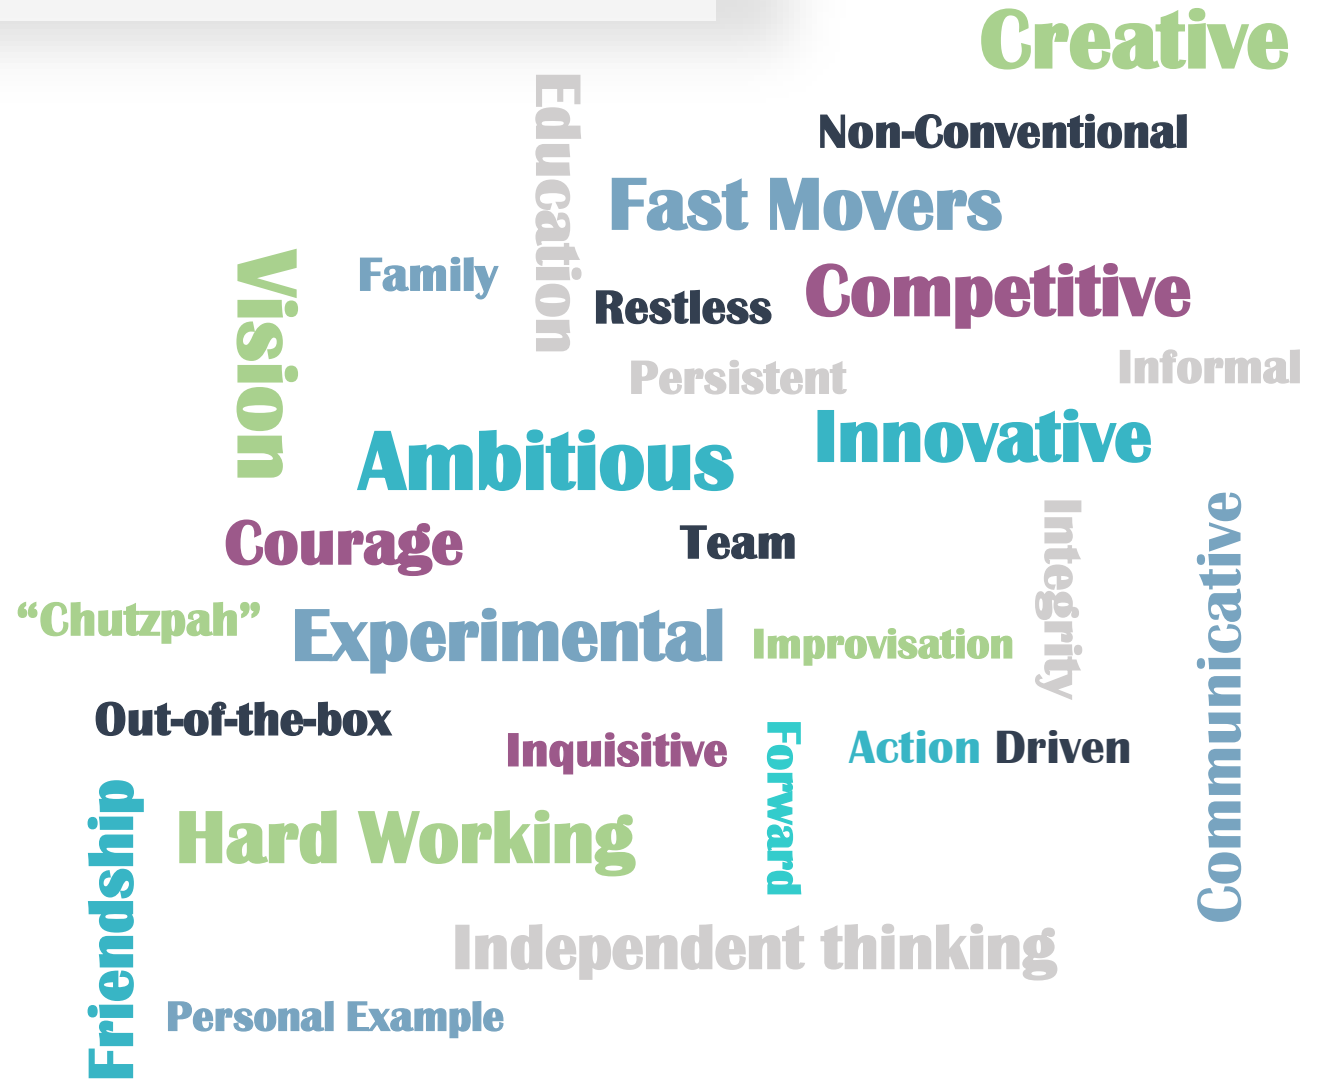 Creative
Non-Conventional
Education
Fast Movers
Vision
Family
Restless
Competitive
Persistent
Informal
Ambitious
Innovative
Courage
Team
Integrity
Communicative
“Chutzpah”
Experimental
Improvisation
Out-of-the-box
Inquisitive
Forward
Action Driven
Friendship
Hard Working
Independent thinking
Personal Example